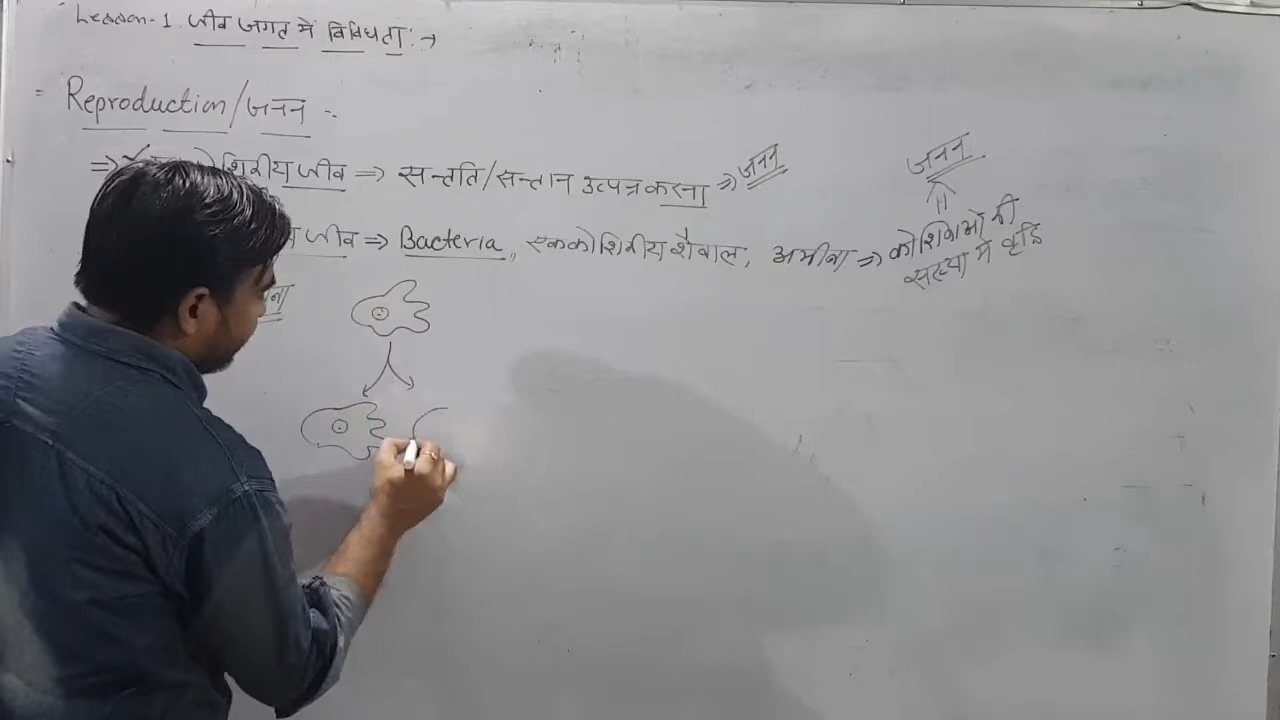 Lesson-1. जीव जगत में विविधता :→
= Reproduction/जनन :-
⇒ शिकीय जीव ⇒ सन्तति/सन्तान उत्पन्न करना ⇒ जनन
जीव ⇒ Bacteria, एककोशिकीय शैवाल, अमीबा ⇒ कोशिकाओं की संख्या में वृद्धि
जनन